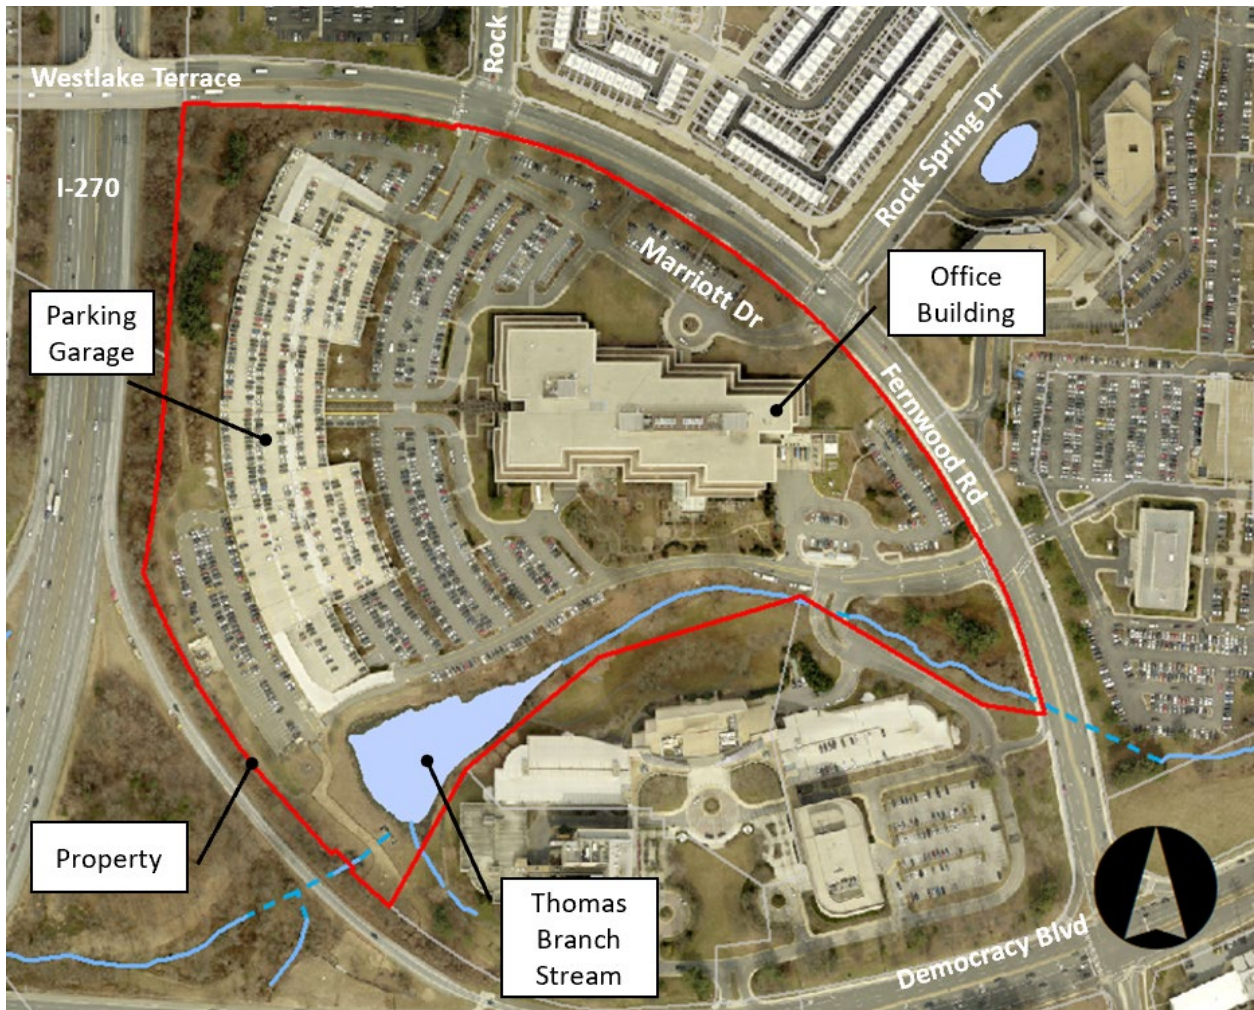 Rock
Westlake Terrace
I-270
Rock Spring Dr
Marriott Dr
Office
Building
Parking
Garage
Fernwood Rd
Property
Thomas
Branch
Stream
Democracy Blvd